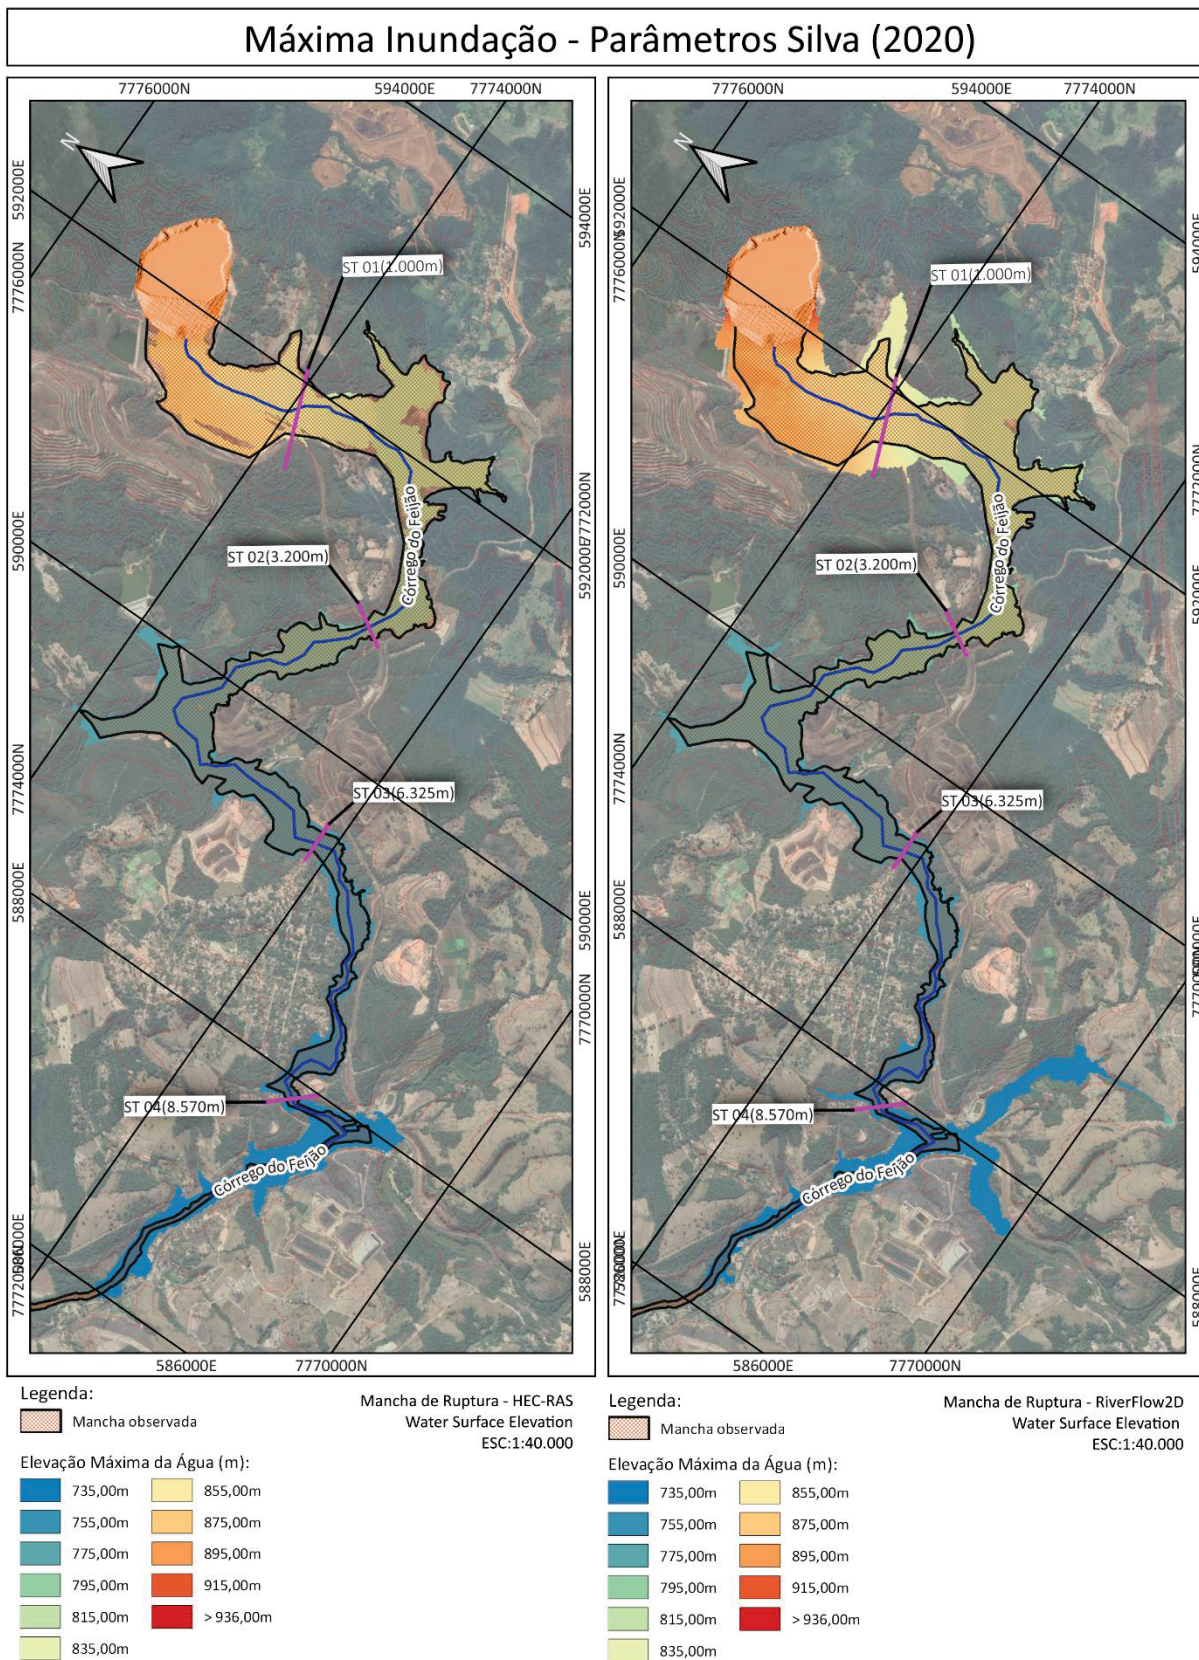 Máxima Inundação - Parâmetros Silva (2020)
7776000N
594000E
7774000N
N
592000E
7776000N
594000E
ST 01(1.000m)
590000E
7772000N
592000E
ST 02(3.200m)
Córrego do Feijão
7774000N
588000E
ST 03(6.325m)
590000E
7770000N
ST 04(8.570m)
Córrego do Feijão
588000E
586000E
7770000N
Legenda:
Mancha observada
Mancha de Ruptura - HEC-RAS
Water Surface Elevation
ESC:1:40.000
Elevação Máxima da Água (m):
735,00m
755,00m
775,00m
795,00m
815,00m
835,00m
855,00m
875,00m
895,00m
915,00m
> 936,00m
7776000N
594000E
7774000N
N
592000E
7776000N
ST 01(1.000m)
590000E
7772000N
592000E
ST 02(3.200m)
Córrego do Feijão
7774000N
588000E
ST 03(6.325m)
ST 04(8.570m)
Córrego do Feijão
586000E
7770000N
Legenda:
Mancha observada
Mancha de Ruptura - RiverFlow2D
Water Surface Elevation
ESC:1:40.000
Elevação Máxima da Água (m):
735,00m
755,00m
775,00m
795,00m
815,00m
835,00m
855,00m
875,00m
895,00m
915,00m
> 936,00m